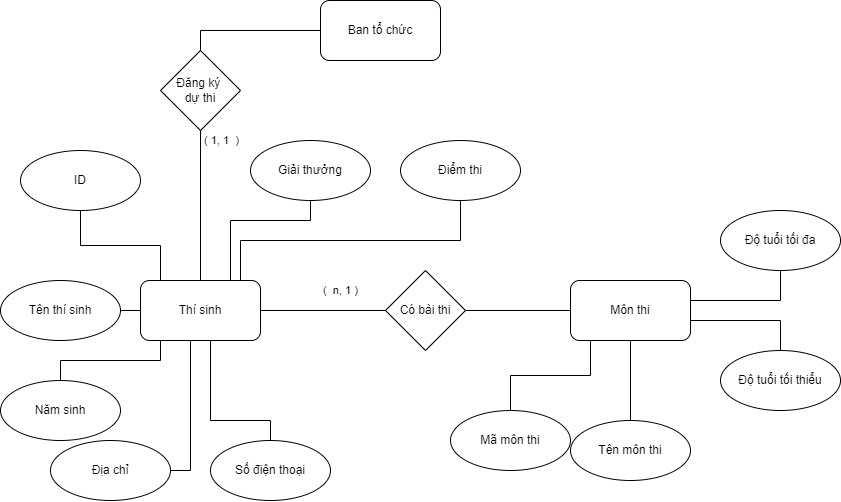 Ban tổ chức
Đăng ký
dự thi
( 1, 1 )
Giải thưởng
Điểm thi
ID
Độ tuổi tối đa
( n, 1 )
Tên thí sinh
Thí sinh
Có bài thi
Môn thi
Độ tuổi tối thiểu
Năm sinh
Mã môn thi
Tên môn thi
Địa chỉ
Số điện thoại